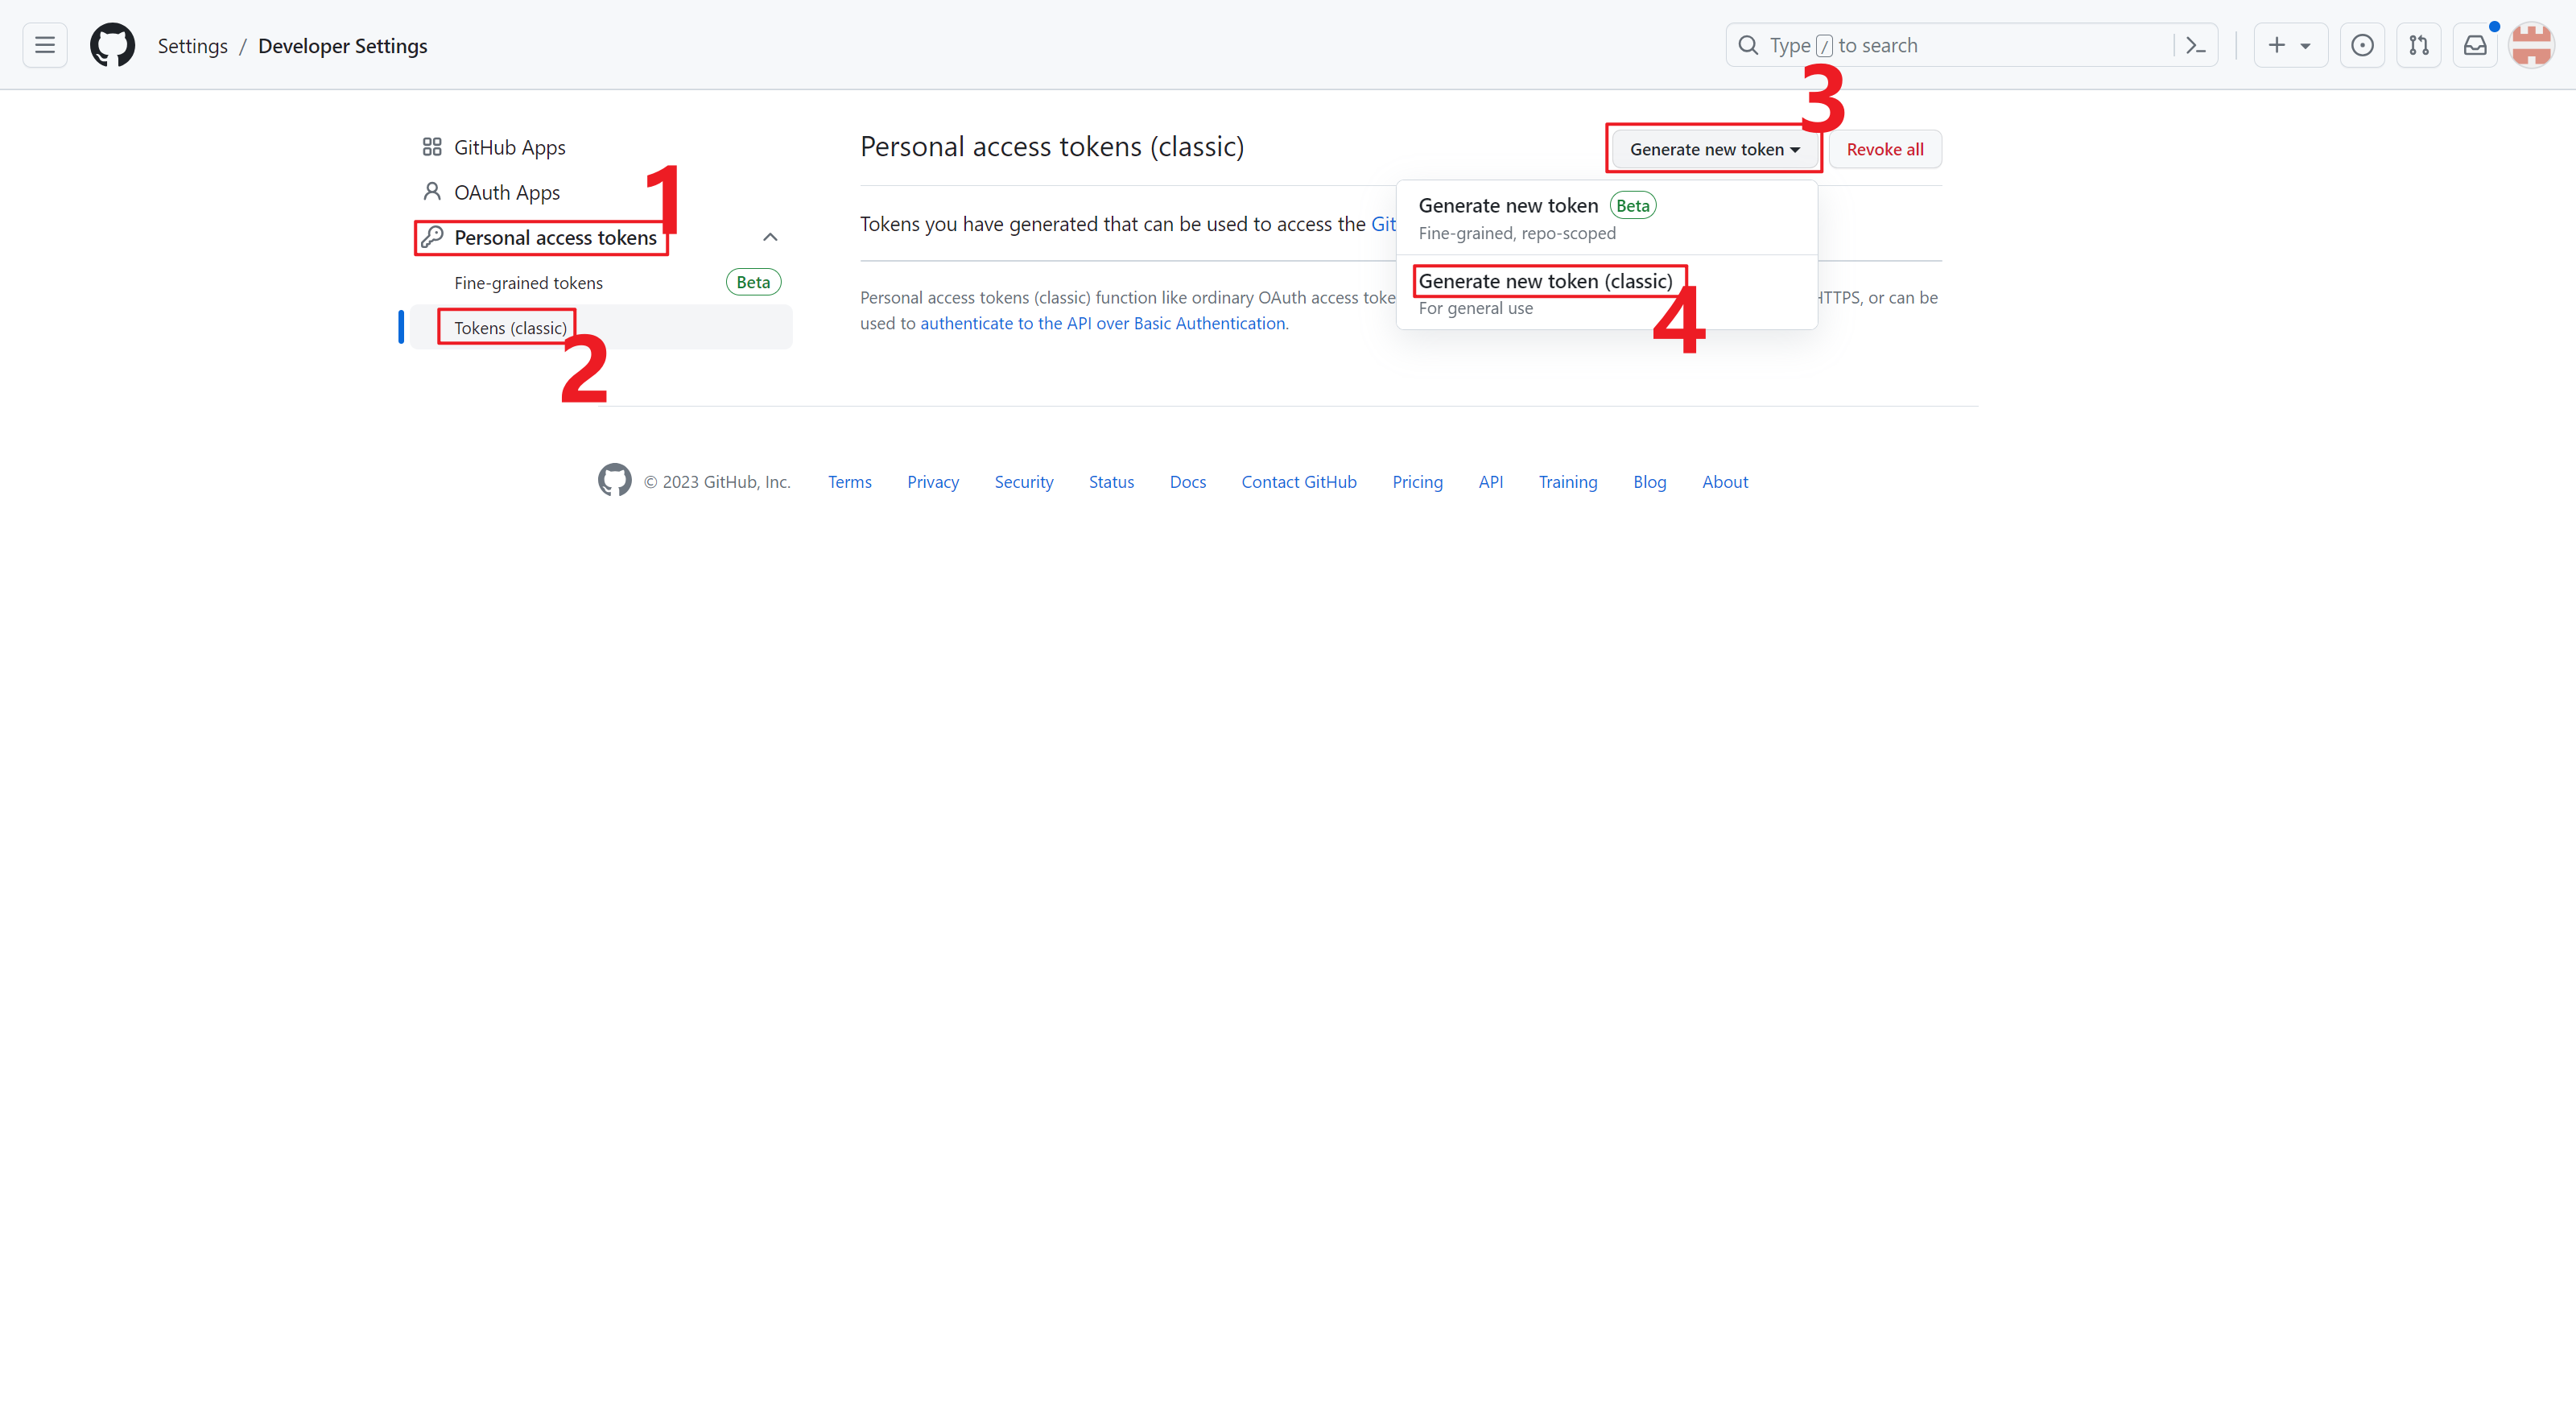 Settings / Developer Settings
Type / to search
3
GitHub Apps
Personal access tokens (classic)
Generate new token
Revoke all
OAuth Apps
1
Generate new token Beta
Fine-grained, repo-scoped
Personal access tokens
Tokens you have generated that can be used to access the Git
Fine-grained tokens Beta
Generate new token (classic)
For general use
4
Tokens (classic)
2
Personal access tokens (classic) function like ordinary OAuth access toke HTTPS, or can be
used to authenticate to the API over Basic Authentication.
© 2023 GitHub, Inc. Terms Privacy Security Status Docs Contact GitHub Pricing API Training Blog About